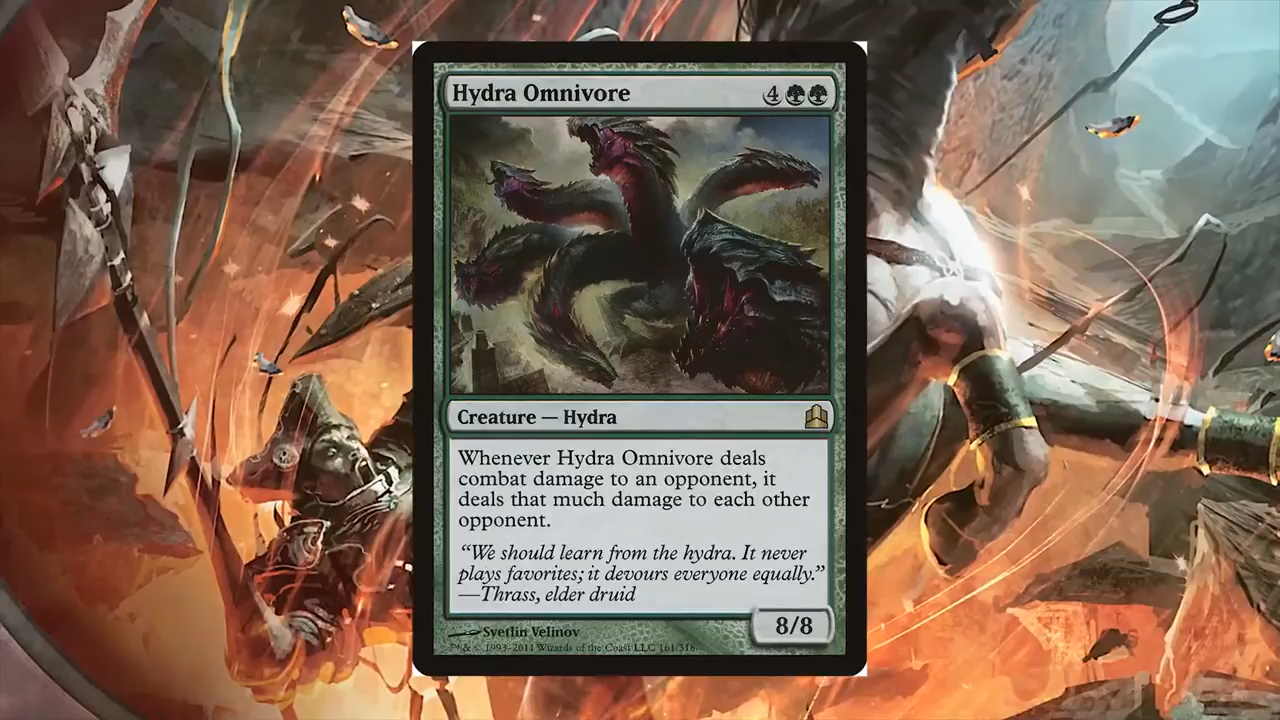 Hydra Omnivore 4
Creature — Hydra
Whenever Hydra Omnivore deals
combat damage to an opponent, it
deals that much damage to each other
opponent.
“We should learn from the hydra. It never
plays favorites; it devours everyone equally.”
—Thrass, elder druid
8/8
Svetlin Velinov
™ & © 1993–2011 Wizards of the Coast LLC 161/318